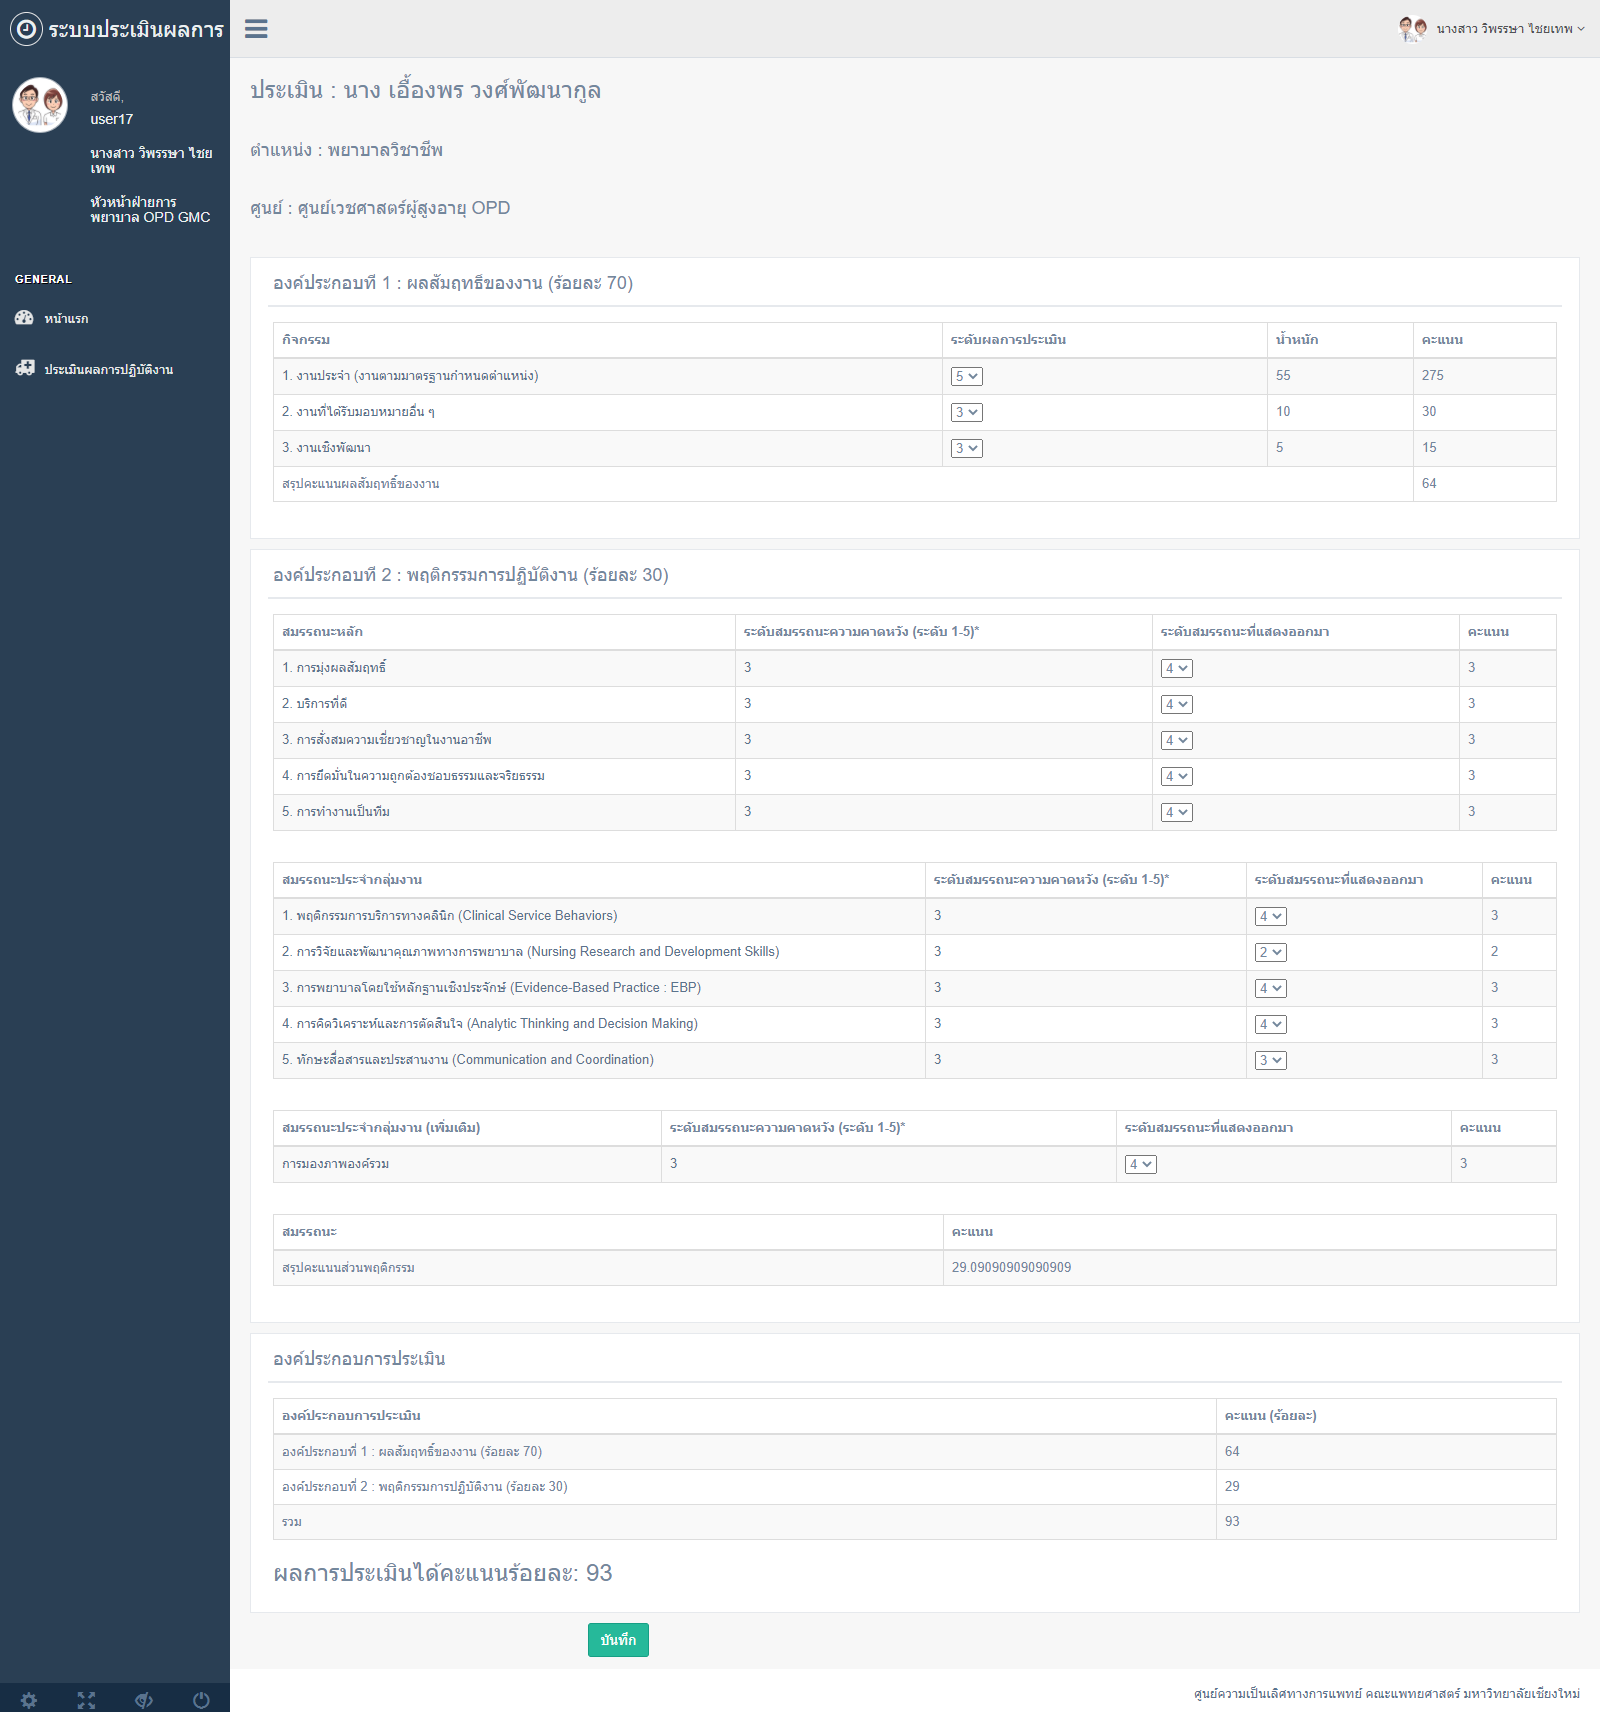 ระบบประเมินผลการ
สวัสดี,
user17
นางสาว วิพรรษา ไชย
เทพ
หัวหน้าฝ่ายการ
พยาบาล OPD GMC
GENERAL
หน้าแรก
ประเมินผลการปฏิบัติงาน
นางสาว วิพรรษา ไชยเทพ
ประเมิน : นาง เอื้องพร วงศ์พัฒนากูล
ตำแหน่ง : พยาบาลวิชาชีพ
ศูนย์ : ศูนย์เวชศาสตร์ผู้สูงอายุ OPD
องค์ประกอบที่ 1 : ผลสัมฤทธิ์ของงาน (ร้อยละ 70)
กิจกรรม ระดับผลการประเมิน น้ำหนัก คะแนน
1. งานประจำ (งานตามมาตรฐานกำหนดตำแหน่ง) 5 55 275
2. งานที่ได้รับมอบหมายอื่น ๆ 3 10 30
3. งานเชิงพัฒนา 3 5 15
สรุปคะแนนผลสัมฤทธิ์ของงาน 64
องค์ประกอบที่ 2 : พฤติกรรมการปฏิบัติงาน (ร้อยละ 30)
สมรรถนะหลัก ระดับสมรรถนะความคาดหวัง (ระดับ 1-5)* ระดับสมรรถนะที่แสดงออกมา คะแนน
1. การมุ่งผลสัมฤทธิ์ 3 4 3
2. บริการที่ดี 3 4 3
3. การสั่งสมความเชี่ยวชาญในงานอาชีพ 3 4 3
4. การยึดมั่นในความถูกต้องชอบธรรมและจริยธรรม 3 4 3
5. การทำงานเป็นทีม 3 4 3
สมรรถนะประจำกลุ่มงาน ระดับสมรรถนะความคาดหวัง (ระดับ 1-5)* ระดับสมรรถนะที่แสดงออกมา คะแนน
1. พฤติกรรมการบริการทางคลินิก (Clinical Service Behaviors) 3 4 3
2. การวิจัยและพัฒนาคุณภาพทางการพยาบาล (Nursing Research and Development Skills) 3 2 2
3. การพยาบาลโดยใช้หลักฐานเชิงประจักษ์ (Evidence-Based Practice : EBP) 3 4 3
4. การคิดวิเคราะห์และการตัดสินใจ (Analytic Thinking and Decision Making) 3 4 3
5. ทักษะสื่อสารและประสานงาน (Communication and Coordination) 3 3 3
สมรรถนะประจำกลุ่มงาน (เพิ่มเติม) ระดับสมรรถนะความคาดหวัง (ระดับ 1-5)* ระดับสมรรถนะที่แสดงออกมา คะแนน
การมองภาพองค์รวม 3 4 3
สมรรถนะ คะแนน
สรุปคะแนนส่วนพฤติกรรม 29.09090909090909
องค์ประกอบการประเมิน
องค์ประกอบการประเมิน คะแนน (ร้อยละ)
องค์ประกอบที่ 1 : ผลสัมฤทธิ์ของงาน (ร้อยละ 70) 64
องค์ประกอบที่ 2 : พฤติกรรมการปฏิบัติงาน (ร้อยละ 30) 29
รวม 93
ผลการประเมินได้คะแนนร้อยละ: 93
บันทึก
ศูนย์ความเป็นเลิศทางการแพทย์ คณะแพทยศาสตร์ มหาวิทยาลัยเชียงใหม่